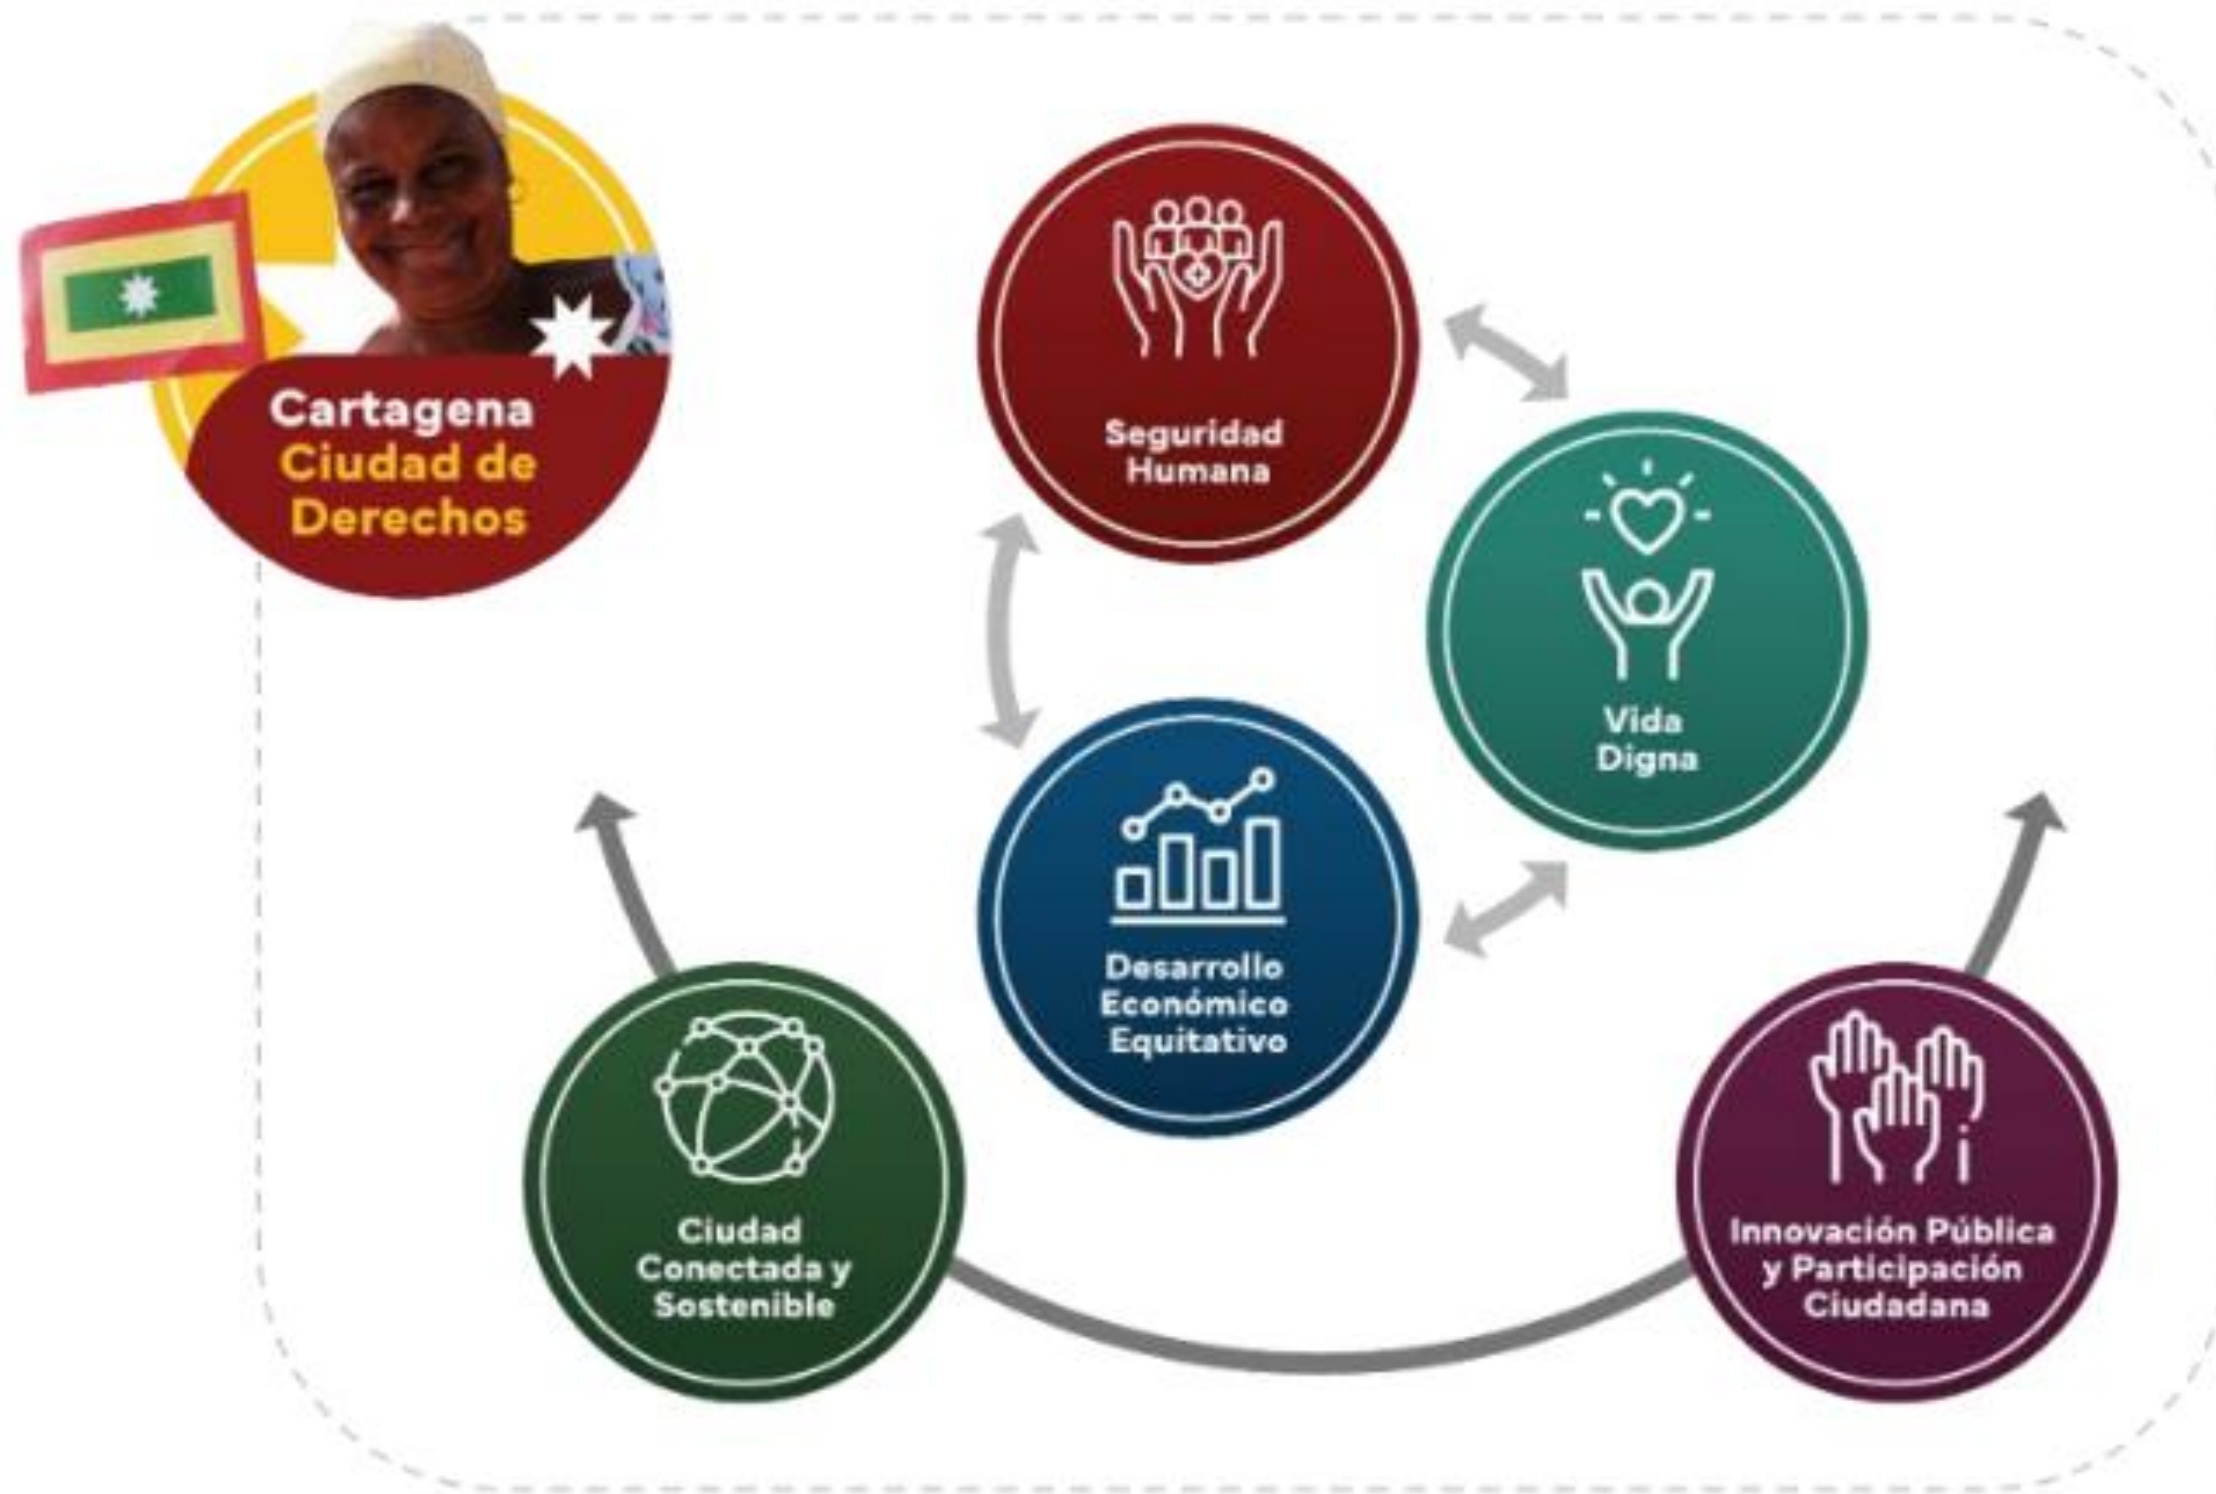 Cartagena
Ciudad de
Derechos
Seguridad
Humana
Vida
Digna
Desarrollo
Económico
Equitativo
Ciudad
Conectada y
Sostenible
Innovación Pública
y Participación
Ciudadana